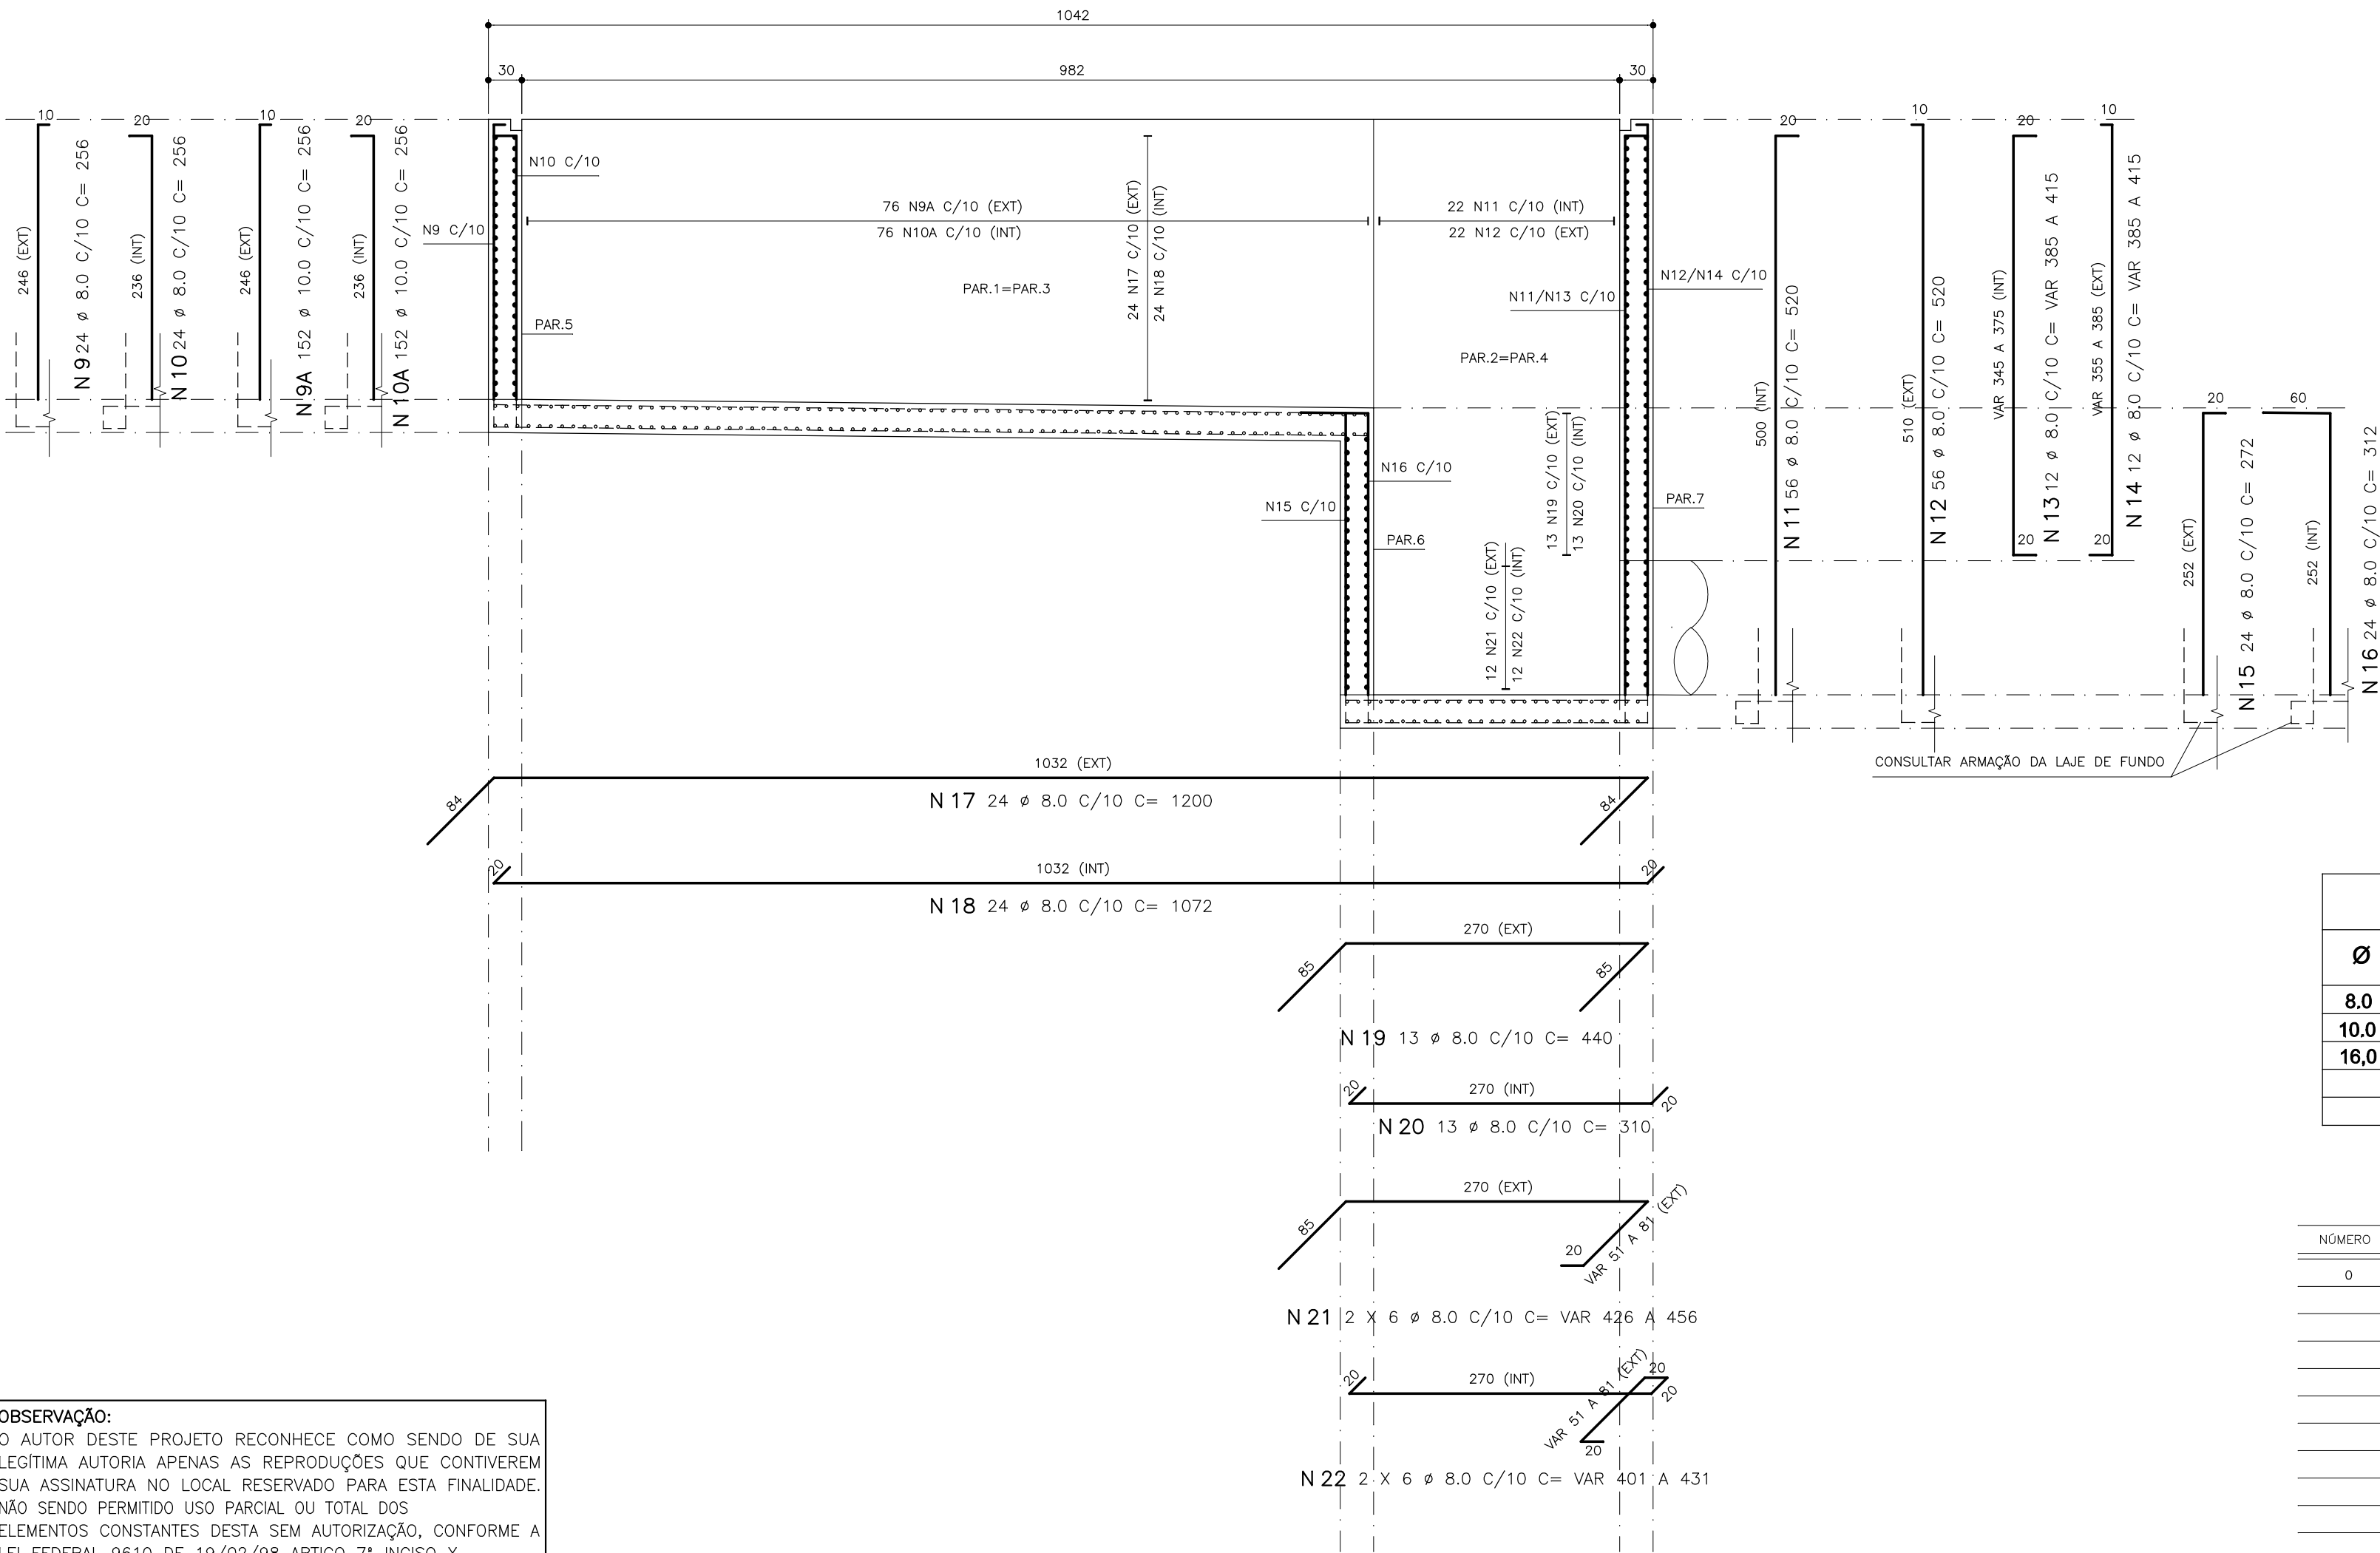 1042
30
982
30
10
246 (EXT)
N 9 24 ø 8.0 C/10 C= 256
20
236 (INT)
N 10 24 ø 8.0 C/10 C= 256
10
246 (EXT)
N 9A 152 ø 10.0 C/10 C= 256
20
236 (INT)
N 10A 152 ø 10.0 C/10 C= 256
N10 C/10
N9 C/10
PAR.5
76 N9A C/10 (EXT)
76 N10A C/10 (INT)
PAR.1=PAR.3
24 N17 C/10 (EXT)
24 N18 C/10 (INT)
22 N11 C/10 (INT)
22 N12 C/10 (EXT)
N11/N13 C/10
N12/N14 C/10
PAR.2=PAR.4
N16 C/10
N15 C/10
PAR.6
PAR.7
13 N19 C/10 (EXT)
13 N20 C/10 (INT)
12 N21 C/10 (EXT)
12 N22 C/10 (INT)
20
500 (INT)
N 11 56 ø 8.0 C/10 C= 520
10
510 (EXT)
N 12 56 ø 8.0 C/10 C= 520
20
VAR 345 A 375 (INT)
20
N 13 12 ø 8.0 C/10 C= VAR 385 A 415
10
VAR 355 A 385 (EXT)
20
N 14 12 ø 8.0 C/10 C= VAR 385 A 415
20
252 (EXT)
N 15 24 ø 8.0 C/10 C= 272
60
252 (INT)
N 16 24 ø 8.0 C/10 C= 312
CONSULTAR ARMAÇÃO DA LAJE DE FUNDO
1032 (EXT)
84
84
N 17 24 ø 8.0 C/10 C= 1200
1032 (INT)
20
20
N 18 24 ø 8.0 C/10 C= 1072
270 (EXT)
85
85
N 19 13 ø 8.0 C/10 C= 440
270 (INT)
20
20
N 20 13 ø 8.0 C/10 C= 310
270 (EXT)
85
20
VAR 51 A 81 (EXT)
N 21 2 X 6 ø 8.0 C/10 C= VAR 426 A 456
270 (INT)
20
20
20
VAR 51 A 81 (EXT)
20
N 22 2 X 6 ø 8.0 C/10 C= VAR 401 A 431
Ø
8.0
10.0
16,0
NÚMERO
0
OBSERVAÇÃO:
O AUTOR DESTE PROJETO RECONHECE COMO SENDO DE SUA
LEGÍTIMA AUTORIA APENAS AS REPRODUÇÕES QUE CONTIVEREM
SUA ASSINATURA NO LOCAL RESERVADO PARA ESTA FINALIDADE.
NÃO SENDO PERMITIDO USO PARCIAL OU TOTAL DOS
ELEMENTOS CONSTANTES DESTA SEM AUTORIZAÇÃO, CONFORME A
LEI FEDERAL 9610 DE 19/02/98 ARTIGO 7º INCISO X